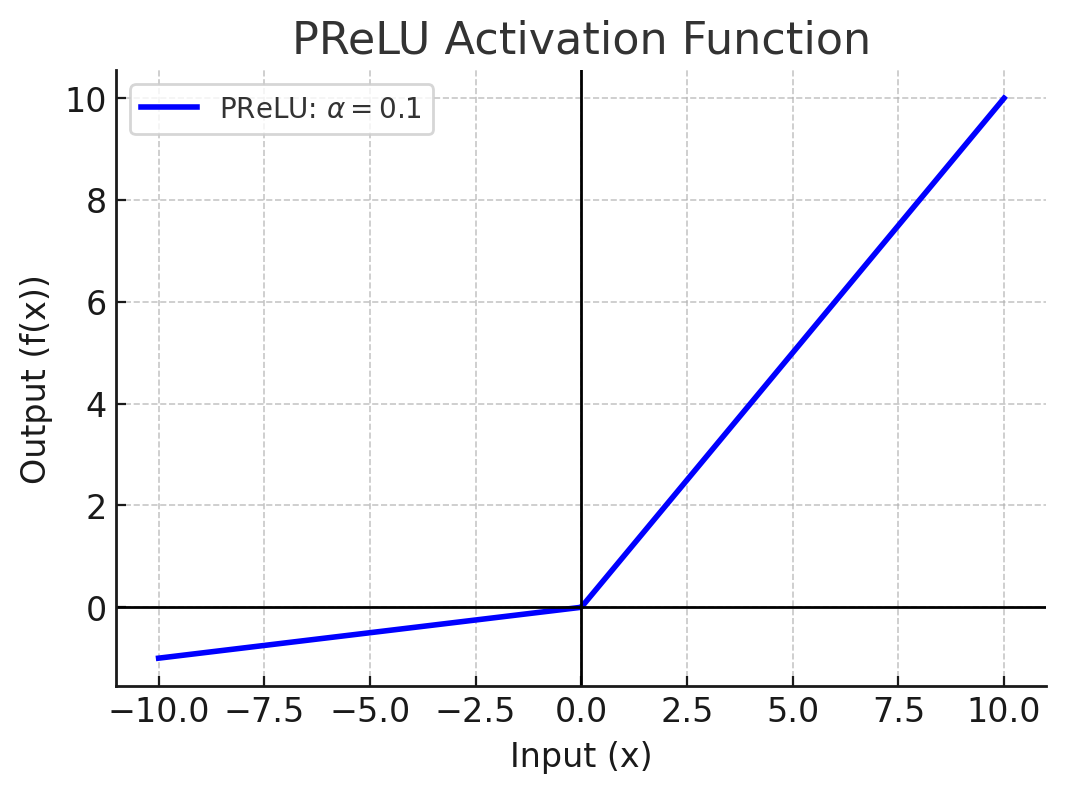 PReLU Activation Function
PReLU: α = 0.1
10
8
6
4
2
0
Output (f(x))
−10.0 −7.5 −5.0 −2.5 0.0 2.5 5.0 7.5 10.0
Input (x)